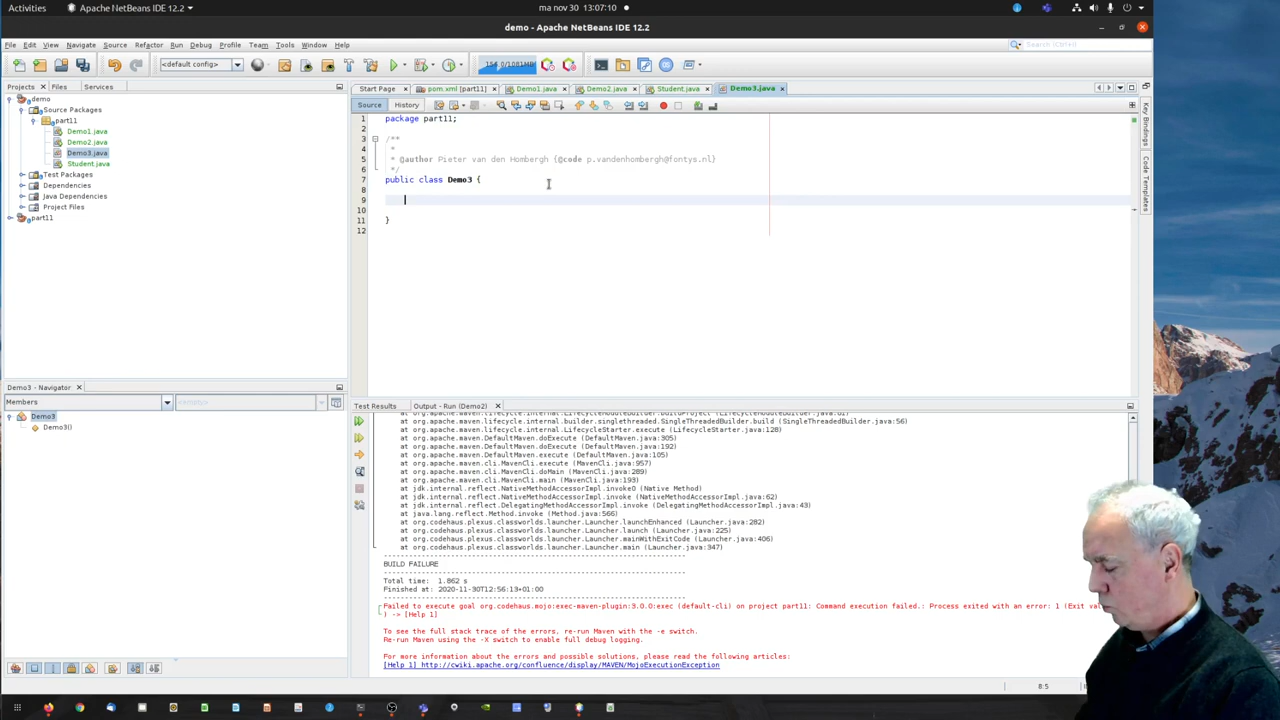 Activities
Apache NetBeans IDE 12.2
ma nov 30 13:07:10
demo - Apache NetBeans IDE 12.2
File Edit View Navigate Source Refactor Run Debug Profile Team Tools Window Help
Search (Ctrl+I)
<default config>
Projects Files Services
Start Page pom.xml [part11] Demo1.java Demo2.java Student.java Demo3.java
Source History
demo
Source Packages
part11
Demo1.java
Demo2.java
Demo3.java
Student.java
Test Packages
Dependencies
Java Dependencies
Project Files
part11
1 package part11;
2
3 /**
4 *
5 * @author Pieter van den Hombergh {@code p.vandenhombergh@fontys.nl}
6 */
7 public class Demo3 {
8
9
10
11 }
12
Key Bindings
Code Templates
Demo3 - Navigator
Members
<empty>
Demo3
Demo3()
Test Results Output - Run (Demo2)
at org.apache.maven.lifecycle.internal.builder.singlethreaded.SingleThreadedBuilder.build (SingleThreadedBuilder.java:56)
at org.apache.maven.lifecycle.internal.LifecycleStarter.execute (LifecycleStarter.java:128)
at org.apache.maven.DefaultMaven.doExecute (DefaultMaven.java:305)
at org.apache.maven.DefaultMaven.doExecute (DefaultMaven.java:192)
at org.apache.maven.DefaultMaven.execute (DefaultMaven.java:105)
at org.apache.maven.cli.MavenCli.execute (MavenCli.java:957)
at org.apache.maven.cli.MavenCli.doMain (MavenCli.java:289)
at org.apache.maven.cli.MavenCli.main (MavenCli.java:193)
at jdk.internal.reflect.NativeMethodAccessorImpl.invoke0 (Native Method)
at jdk.internal.reflect.NativeMethodAccessorImpl.invoke (NativeMethodAccessorImpl.java:62)
at jdk.internal.reflect.DelegatingMethodAccessorImpl.invoke (DelegatingMethodAccessorImpl.java:43)
at java.lang.reflect.Method.invoke (Method.java:566)
at org.codehaus.plexus.classworlds.launcher.Launcher.launchEnhanced (Launcher.java:282)
at org.codehaus.plexus.classworlds.launcher.Launcher.launch (Launcher.java:225)
at org.codehaus.plexus.classworlds.launcher.Launcher.mainWithExitCode (Launcher.java:406)
at org.codehaus.plexus.classworlds.launcher.Launcher.main (Launcher.java:347)
------------------------------------------------------------------------
BUILD FAILURE
------------------------------------------------------------------------
Total time: 1.862 s
Finished at: 2020-11-30T12:56:13+01:00
------------------------------------------------------------------------
Failed to execute goal org.codehaus.mojo:exec-maven-plugin:3.0.0:exec (default-cli) on project part11: Command execution failed.: Process exited with an error: 1 (Exit
) -> [Help 1]
To see the full stack trace of the errors, re-run Maven with the -e switch.
Re-run Maven using the -X switch to enable full debug logging.
For more information about the errors and possible solutions, please read the following articles:
[Help 1] http://cwiki.apache.org/confluence/display/MAVEN/MojoExecutionException
8:5